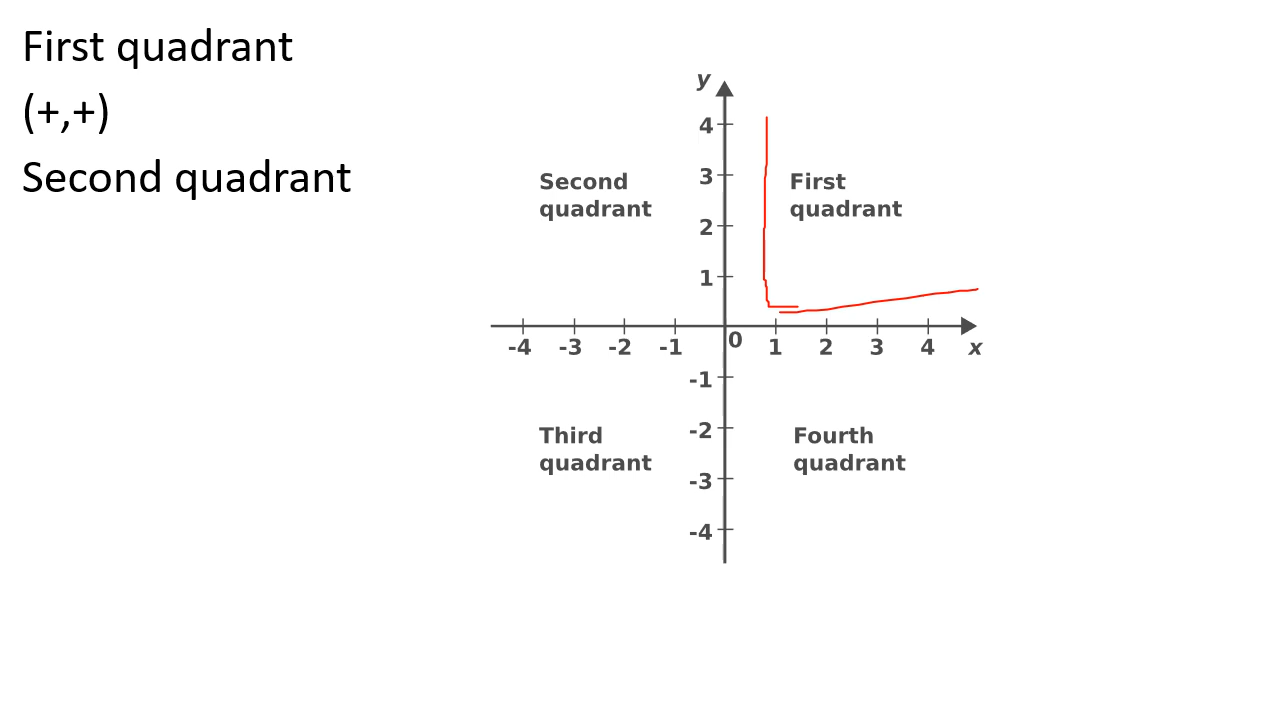 First quadrant
(+,+)
Second quadrant
y
4
3
2
1
Second
quadrant
First
quadrant
-4 -3 -2 -1 0 1 2 3 4 x
-1
-2
-3
-4
Third
quadrant
Fourth
quadrant